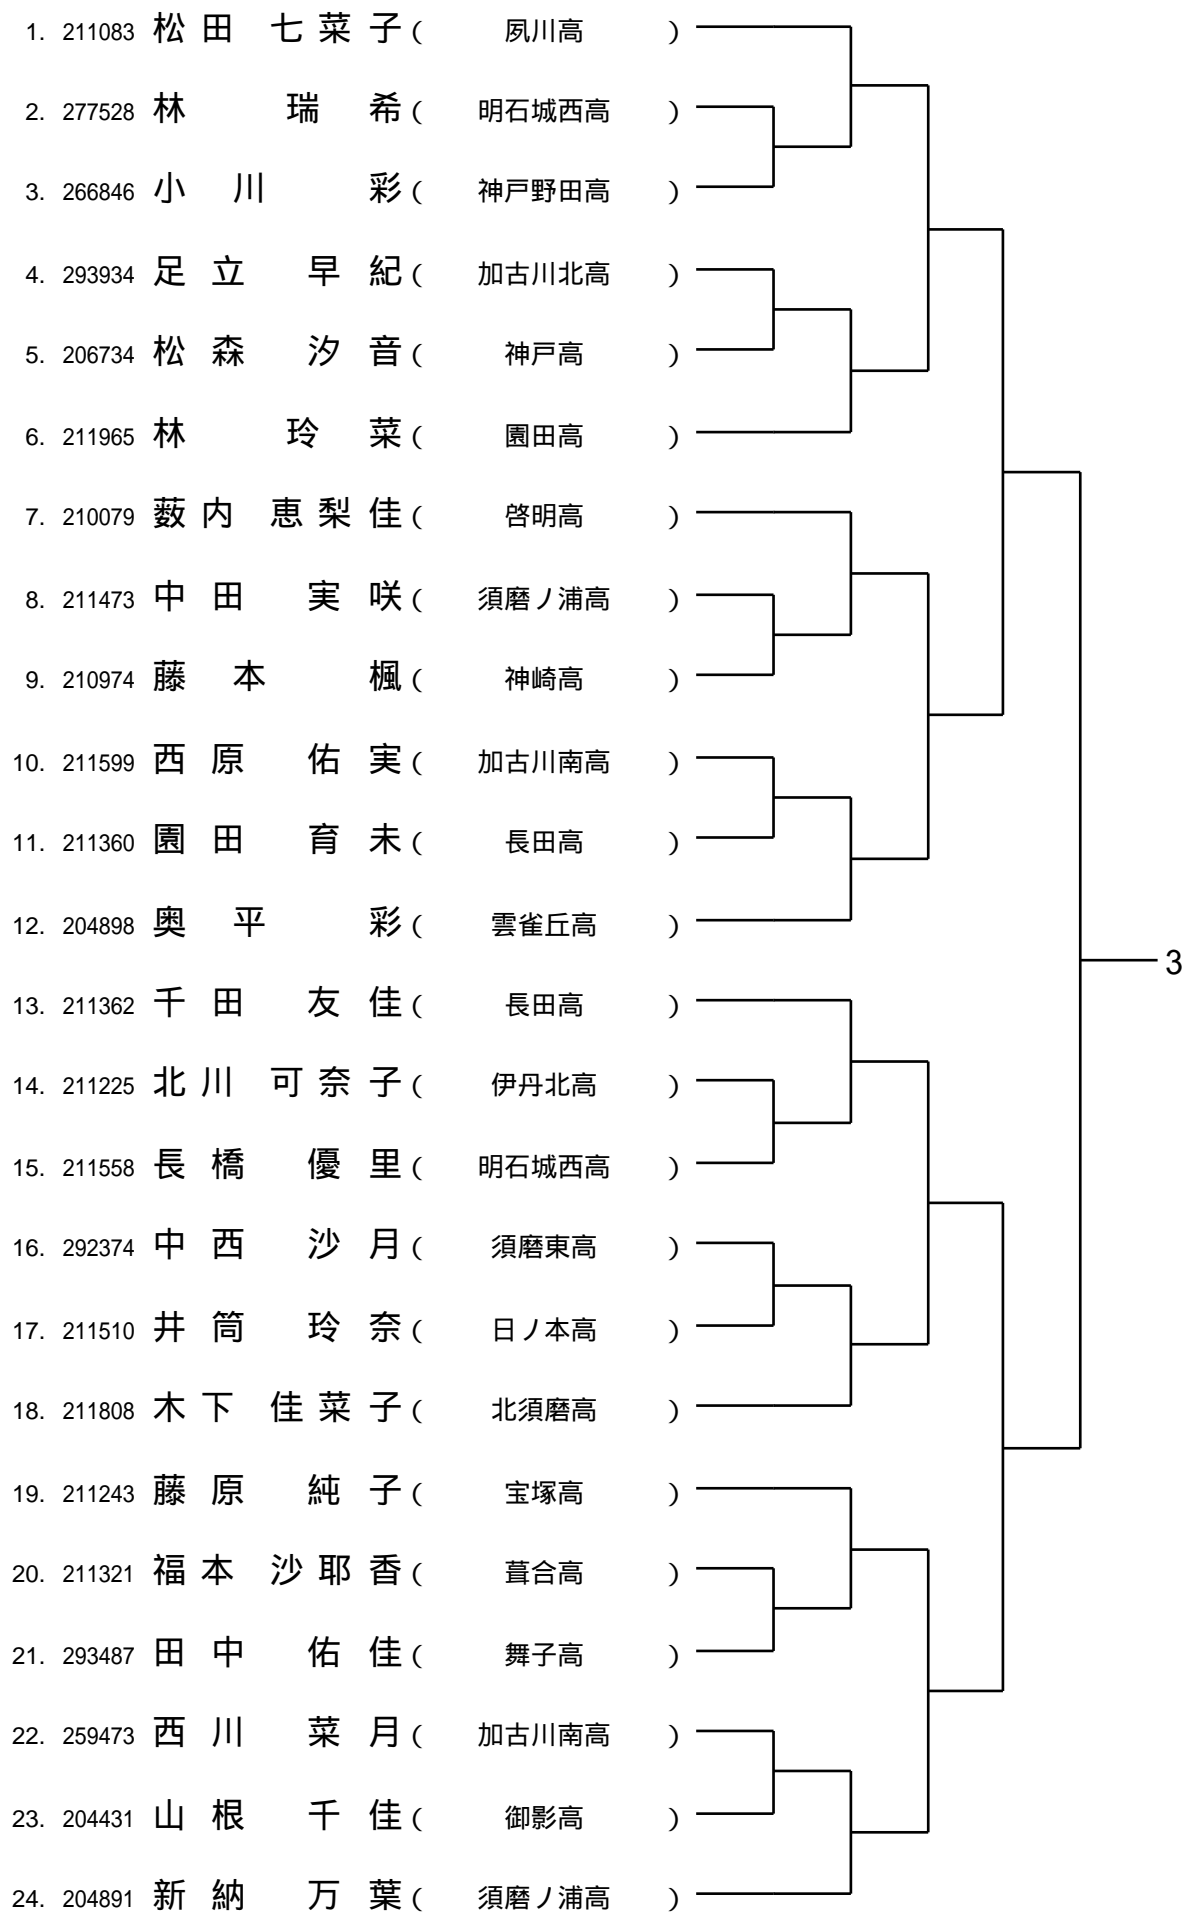 1. 211083 松田 七菜子 ( 夙川高 )
2. 277528 林 瑞希 ( 明石城西高 )
3. 266846 小川 彩 ( 神戸野田高 )
4. 293934 足立 早紀 ( 加古川北高 )
5. 206734 松森 汐音 ( 神戸高 )
6. 211965 林 玲菜 ( 園田高 )
7. 210079 薮内 恵梨佳 ( 啓明高 )
8. 211473 中田 実咲 ( 須磨ノ浦高 )
9. 210974 藤本 楓 ( 神崎高 )
10. 211599 西原 佑実 ( 加古川南高 )
11. 211360 園田 育未 ( 長田高 )
12. 204898 奥平 彩 ( 雲雀丘高 )
3
13. 211362 千田 友佳 ( 長田高 )
14. 211225 北川 可奈子 ( 伊丹北高 )
15. 211558 長橋 優里 ( 明石城西高 )
16. 292374 中西 沙月 ( 須磨東高 )
17. 211510 井筒 玲奈 ( 日ノ本高 )
18. 211808 木下 佳菜子 ( 北須磨高 )
19. 211243 藤原 純子 ( 宝塚高 )
20. 211321 福本 沙耶香 ( 葺合高 )
21. 293487 田中 佑佳 ( 舞子高 )
22. 259473 西川 菜月 ( 加古川南高 )
23. 204431 山根 千佳 ( 御影高 )
24. 204891 新納 万葉 ( 須磨ノ浦高 )